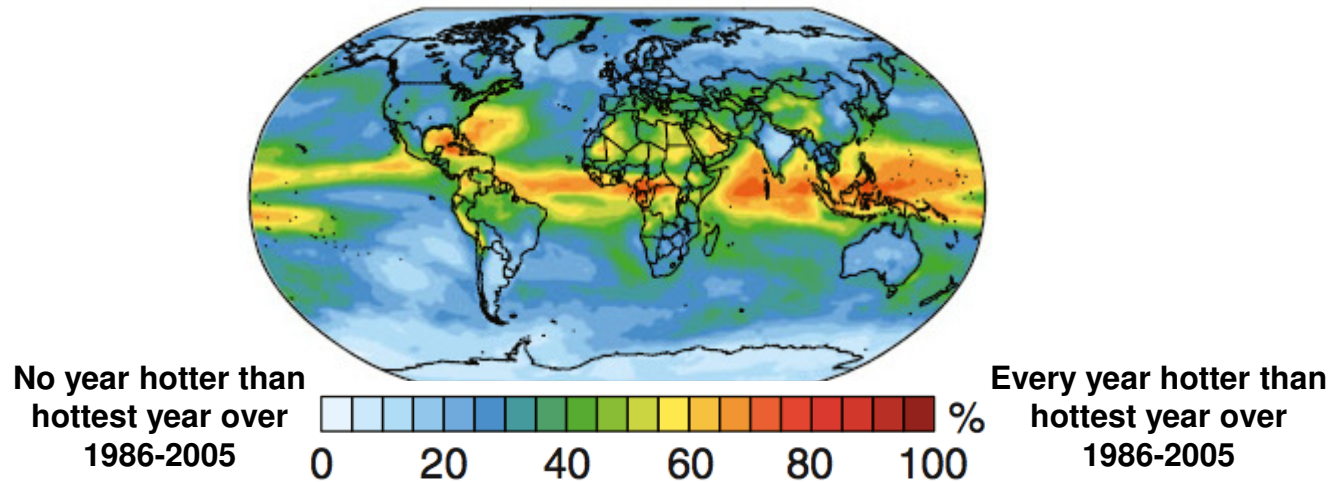 No year hotter than
hottest year over
1986-2005
%
0 20 40 60 80 100
Every year hotter than
hottest year over
1986-2005